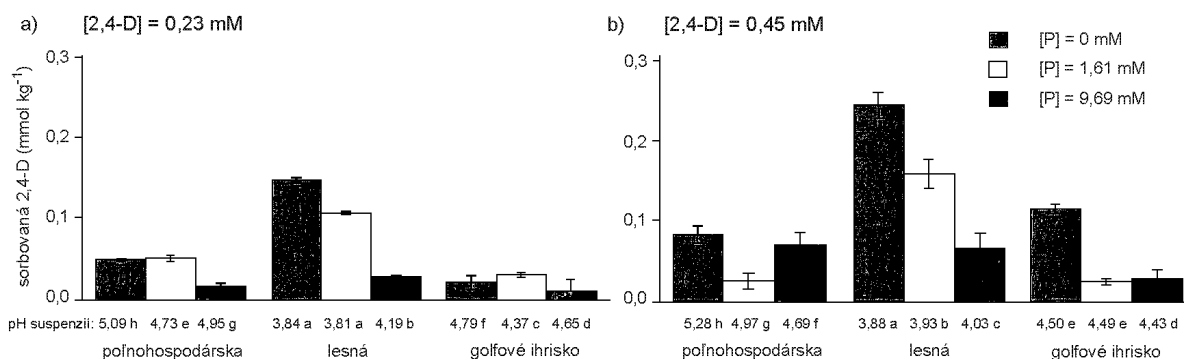 a) [2,4-D] = 0,23 mM
sorbovaná 2,4-D (mmol kg⁻¹)
0,3
0,2
0,1
0,0
pH suspenzií: 5,09 h 4,73 e 4,95 g 3,84 a 3,81 a 4,19 b 4,79 f 4,37 c 4,65 d
poľnohospodárska lesná golfové ihrisko
b) [2,4-D] = 0,45 mM
[P] = 0 mM
[P] = 1,61 mM
[P] = 9,69 mM
0,3
0,2
0,1
0,0
5,28 h 4,97 g 4,69 f 3,88 a 3,93 b 4,03 c 4,50 e 4,49 e 4,43 d
poľnohospodárska lesná golfové ihrisko